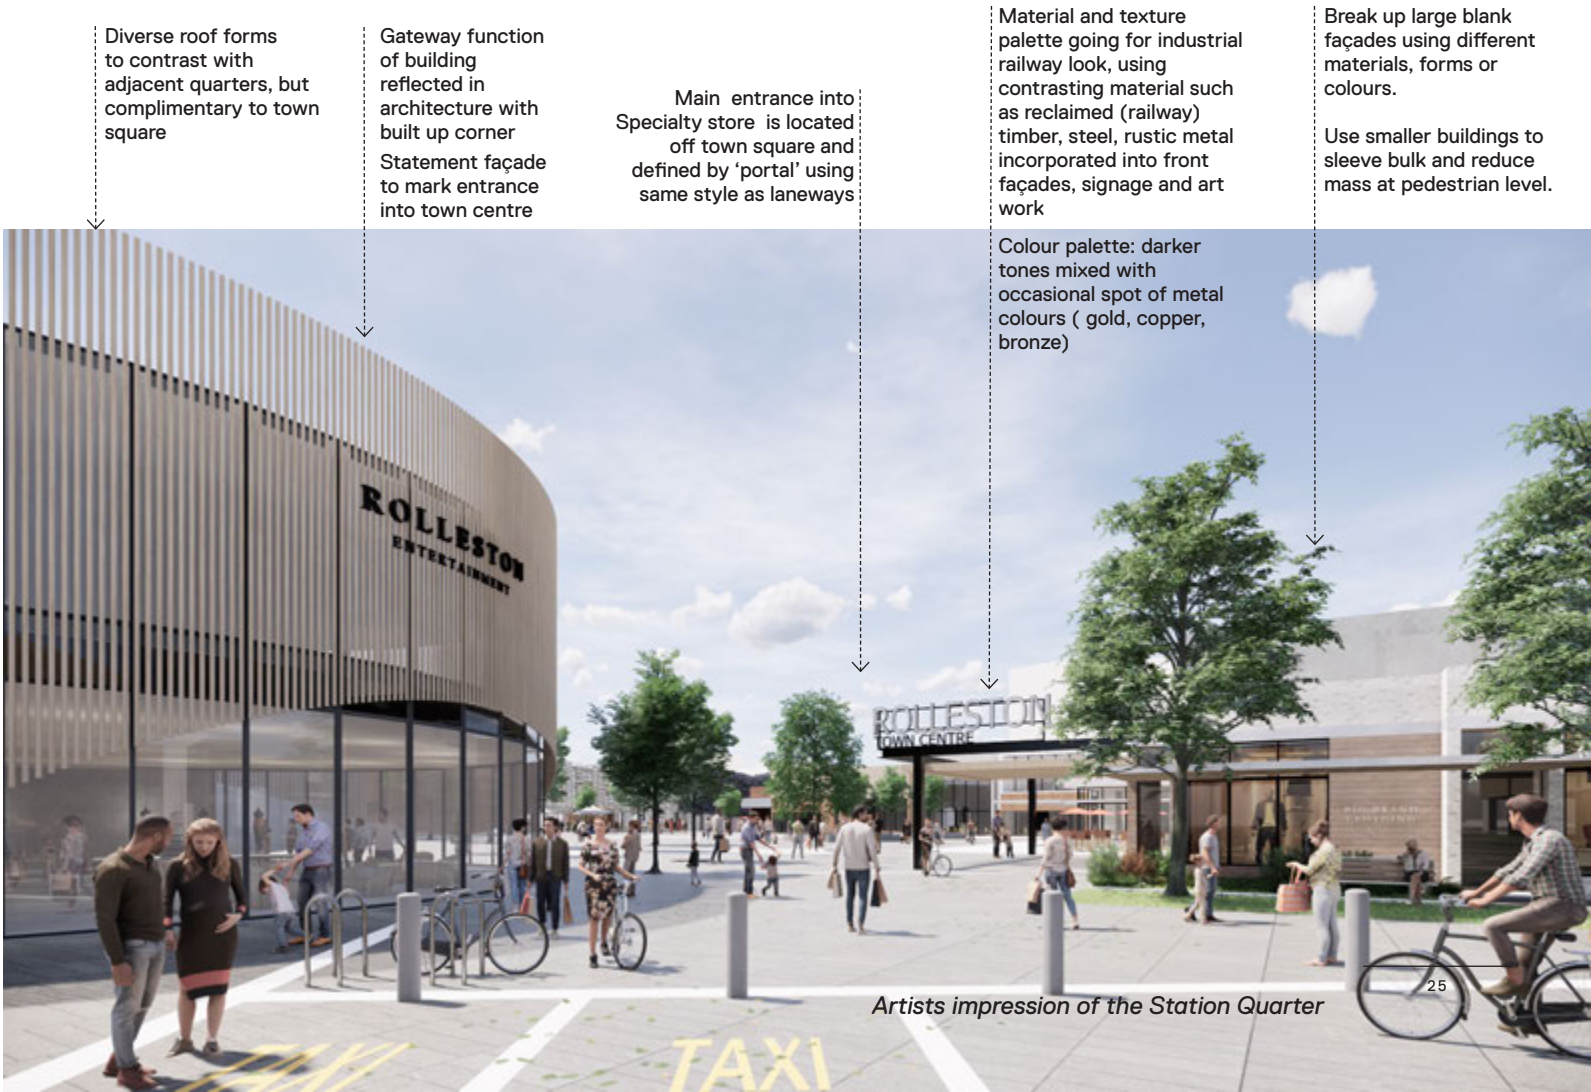 Diverse roof forms
to contrast with
adjacent quarters, but
complimentary to town
square
Gateway function
of building
reflected in
architecture with
built up corner
Statement façade
to mark entrance
into town centre
Main entrance into
Specialty store is located
off town square and
defined by ‘portal’ using
same style as laneways
Material and texture
palette going for industrial
railway look, using
contrasting material such
as reclaimed (railway)
timber, steel, rustic metal
incorporated into front
façades, signage and art
work
Colour palette: darker
tones mixed with
occasional spot of metal
colours ( gold, copper,
bronze)
Break up large blank
façades using different
materials, forms or
colours.
Use smaller buildings to
sleeve bulk and reduce
mass at pedestrian level.
ROLLESTON
ENTERTAINMENT
ROLLESTON
TOWN CENTRE
CLOTHING
25
Artists impression of the Station Quarter
TAXI
TAXI